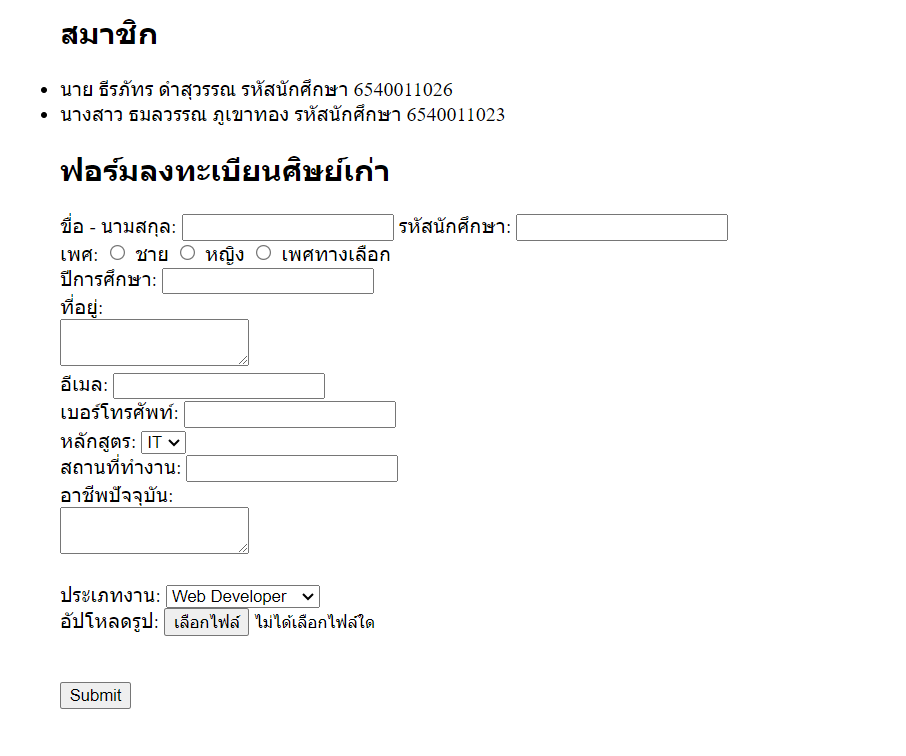 สมาชิก
นาย ธีรภัทร ดำสุวรรณ รหัสนักศึกษา 6540011026
นางสาว ธมลวรรณ ภูเขาทอง รหัสนักศึกษา 6540011023
ฟอร์มลงทะเบียนศิษย์เก่า
ชื่อ - นามสกุล: รหัสนักศึกษา:
เพศ: ชาย หญิง เพศทางเลือก
ปีการศึกษา:
ที่อยู่:
อีเมล:
เบอร์โทรศัพท์:
หลักสูตร: IT
สถานที่ทำงาน:
อาชีพปัจจุบัน:
ประเภทงาน: Web Developer
อัปโหลดรูป: เลือกไฟล์ ไม่ได้เลือกไฟล์ใด
Submit